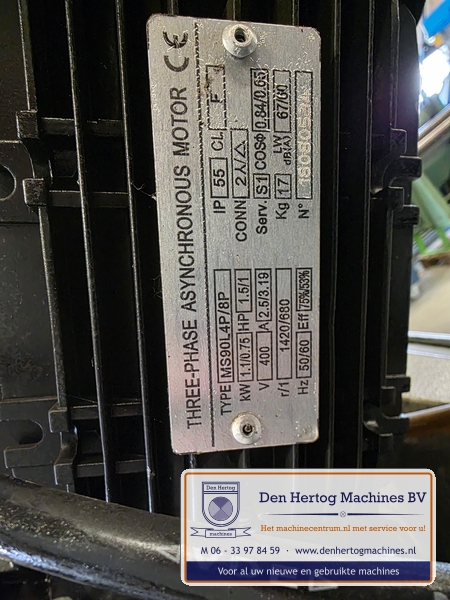 THREE-PHASE ASYNCHRONOUS MOTOR CE
TYPE MS90L4P/8P IP 55 CL F
kW 1.1/0.75 HP 1.5/1 CONN 2⅄/△
V 400 A 2.5/3.19 Serv. S1 COSΦ 0.84/0.65
r/1 1420/680 Kg 17 LW dB(A) 67/60
Hz 50/60 Eff 75%/53% N°
Den Hertog
machines
Den Hertog Machines BV
Het machinecentrum.nl met service voor u!
M 06 - 33 97 84 59 · www.denhertogmachines.nl
Voor al uw nieuwe en gebruikte machines